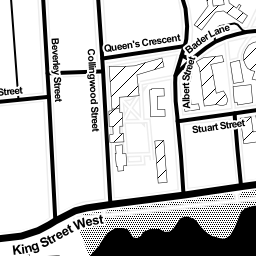 Queen's Crescent
Bader Lane
Beverley Street
Collingwood Street
Albert Street
Street
Stuart Street
King Street West